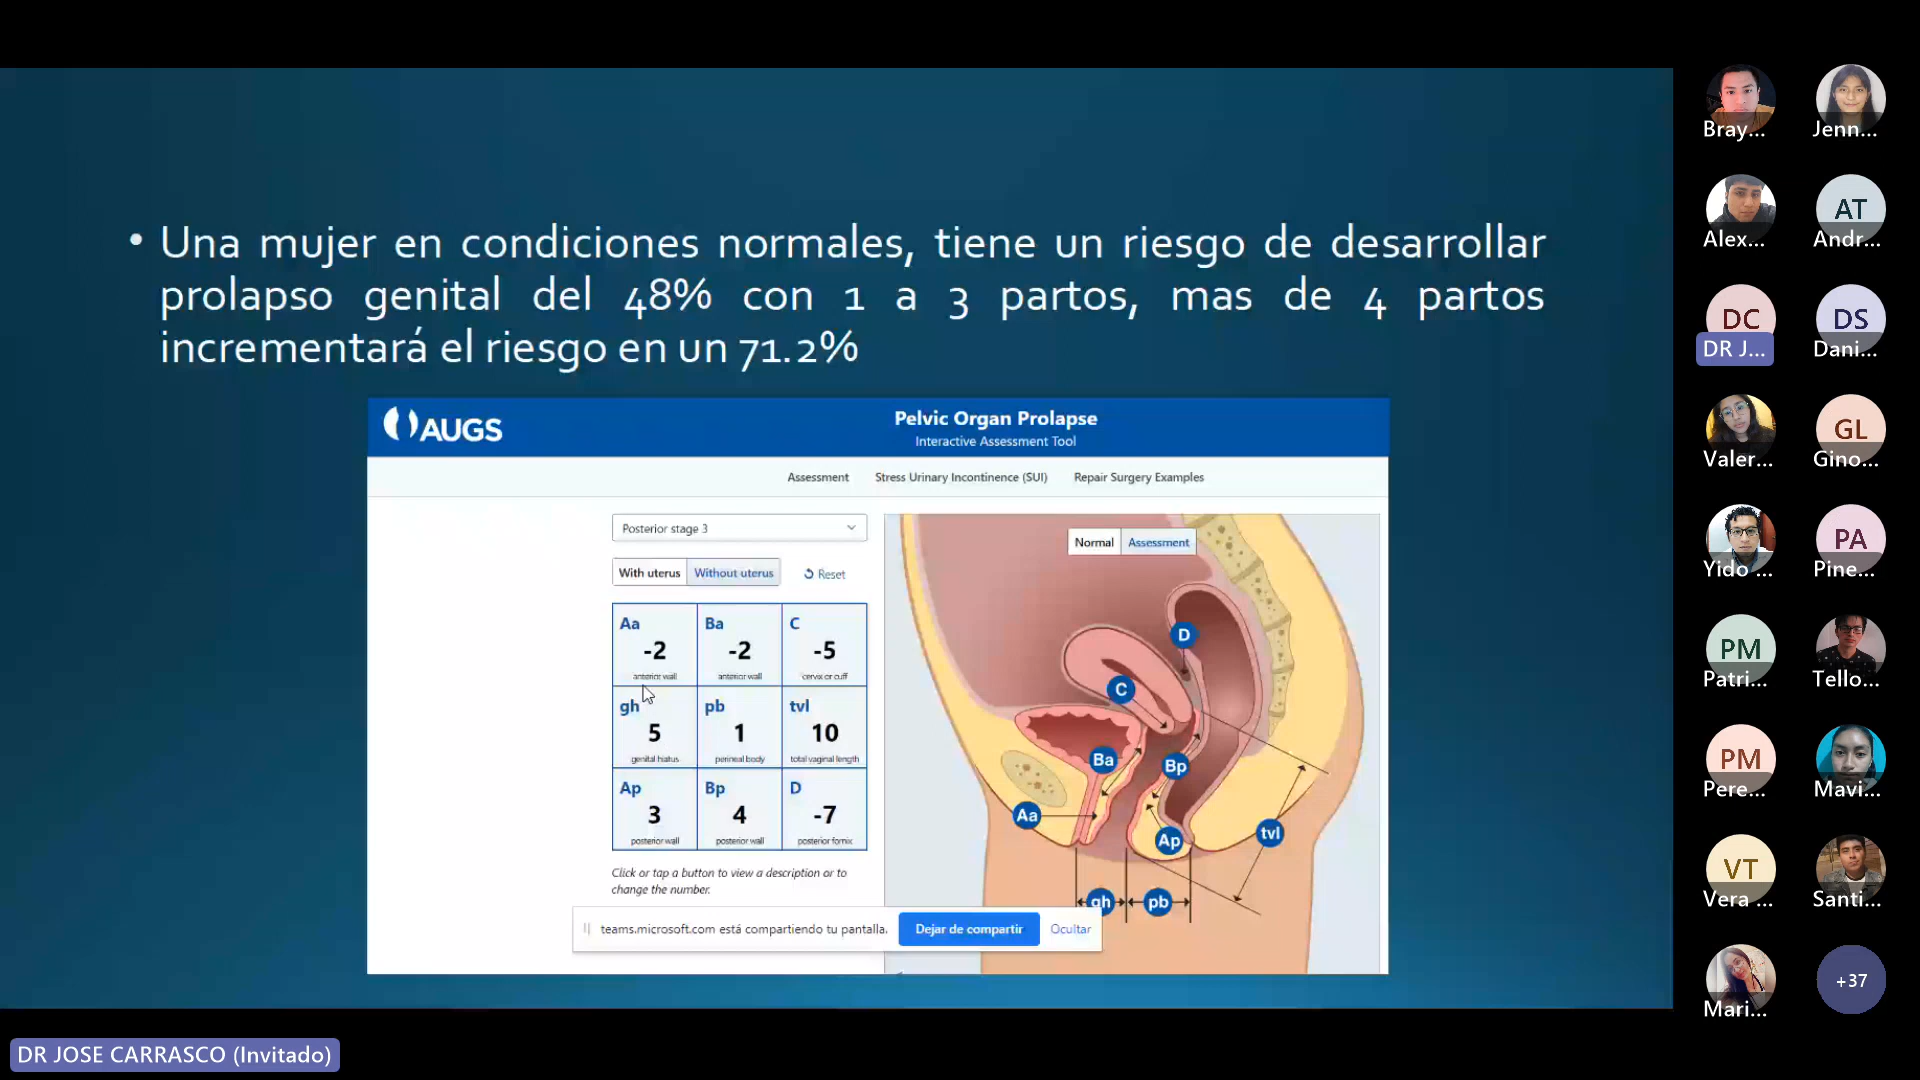 • Una mujer en condiciones normales, tiene un riesgo de desarrollar
prolapso genital del 48% con 1 a 3 partos, mas de 4 partos
incrementará el riesgo en un 71.2%
AUGS
Pelvic Organ Prolapse
Interactive Assessment Tool
Assessment
Stress Urinary Incontinence (SUI)
Repair Surgery Examples
Posterior stage 3
With uterus
Without uterus
Reset
Aa
-2
anterior wall
Ba
-2
anterior wall
C
-5
cervix or cuff
gh
5
genital hiatus
pb
1
perineal body
tvl
10
total vaginal length
Ap
3
posterior wall
Bp
4
posterior wall
D
-7
posterior fornix
Click or tap a button to view a description or to
change the number.
Normal
Assessment
D
C
Ba
Bp
Aa
Ap
tvl
gh
pb
teams.microsoft.com está compartiendo tu pantalla.
Dejar de compartir
Ocultar
Bray...
Jenn...
Alex...
AT
Andr...
DC
DR J...
DS
Dani...
Valer...
GL
Gino...
Yido ...
PA
Pine...
PM
Patri...
Tello...
PM
Pere...
Mavi...
VT
Vera ...
Santi...
Mari...
+37
DR JOSE CARRASCO (Invitado)